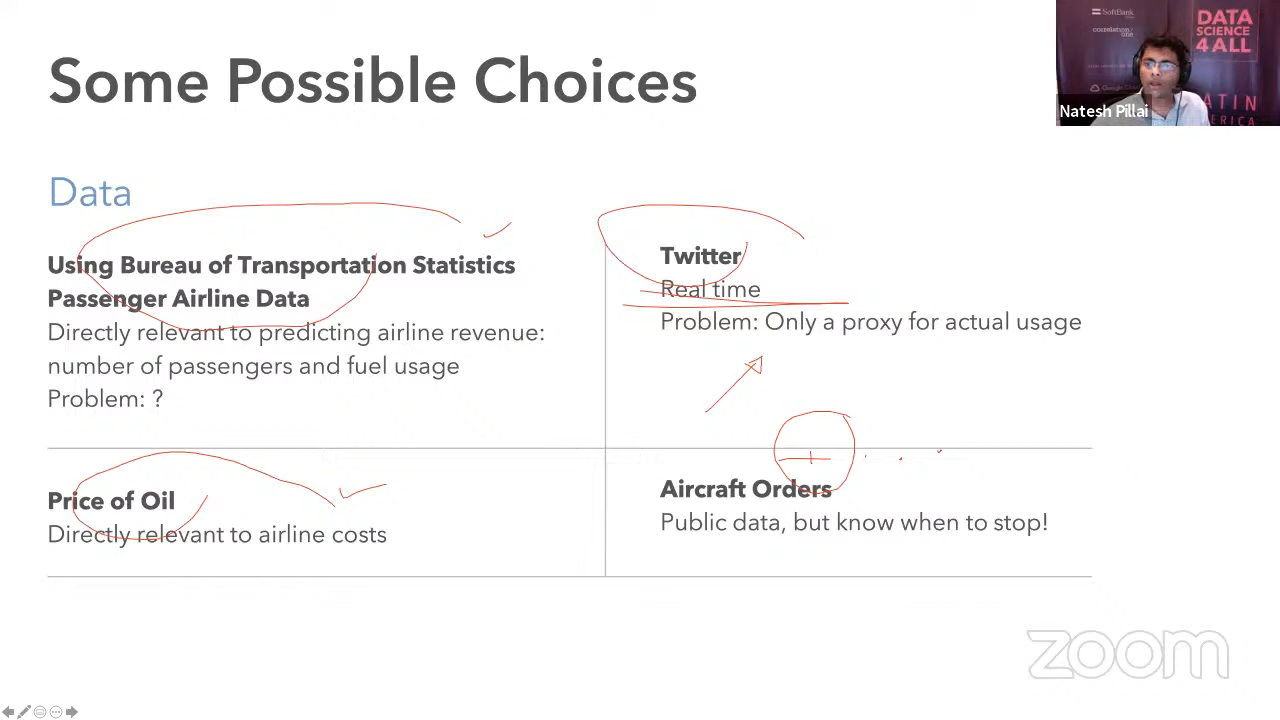 Some Possible Choices
SoftBank
DATA
SCIENCE
4 ALL
Natesh Pillai
Data
Using Bureau of Transportation Statistics
Passenger Airline Data
Directly relevant to predicting airline revenue:
number of passengers and fuel usage
Problem: ?
Twitter
Real time
Problem: Only a proxy for actual usage
Price of Oil
Directly relevant to airline costs
Aircraft Orders
Public data, but know when to stop!
zoom